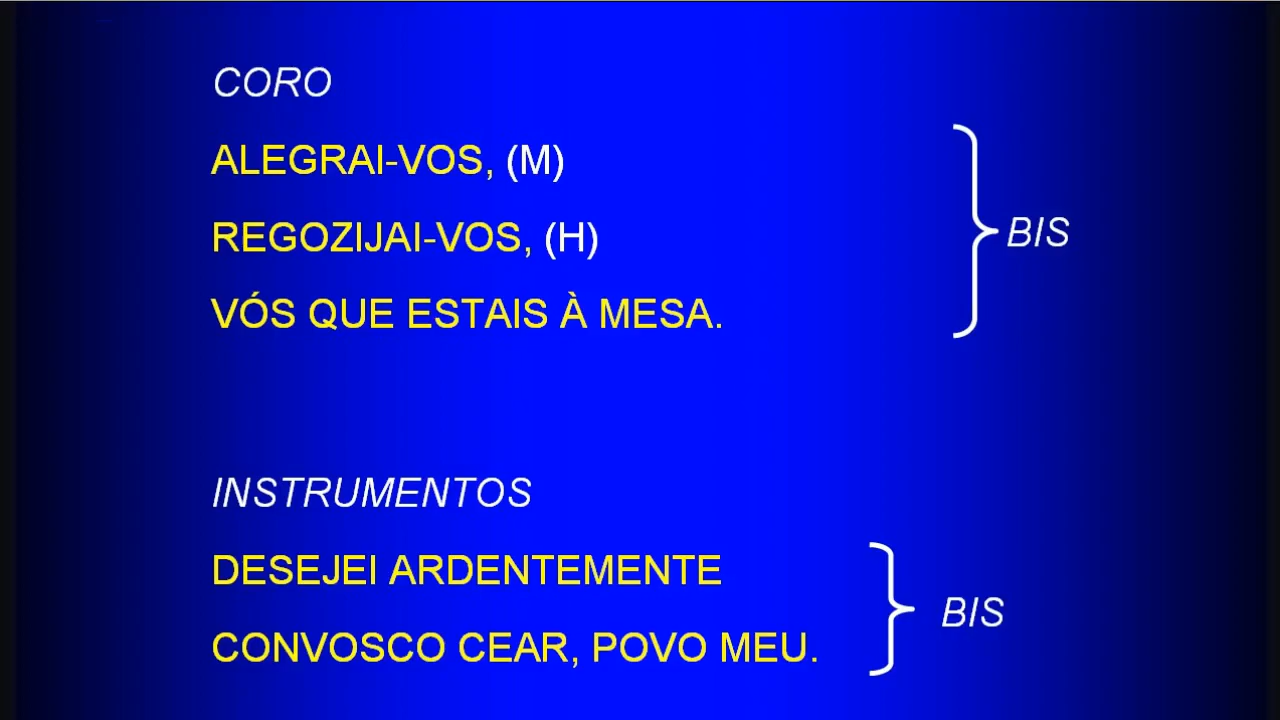 CORO
ALEGRAI-VOS, (M)
REGOZIJAI-VOS, (H)
BIS
VÓS QUE ESTAIS À MESA.
INSTRUMENTOS
DESEJEI ARDENTEMENTE
BIS
CONVOSCO CEAR, POVO MEU.